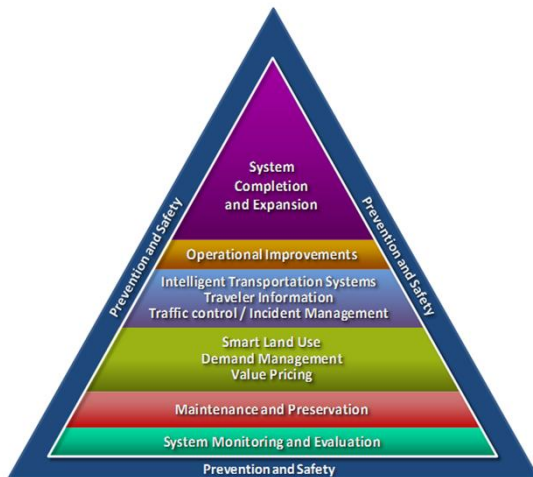 System
Completion
and Expansion
Prevention and Safety
Prevention and Safety
Operational Improvements
Intelligent Transportation Systems
Traveler Information
Traffic control / Incident Management
Smart Land Use
Demand Management
Value Pricing
Maintenance and Preservation
System Monitoring and Evaluation
Prevention and Safety